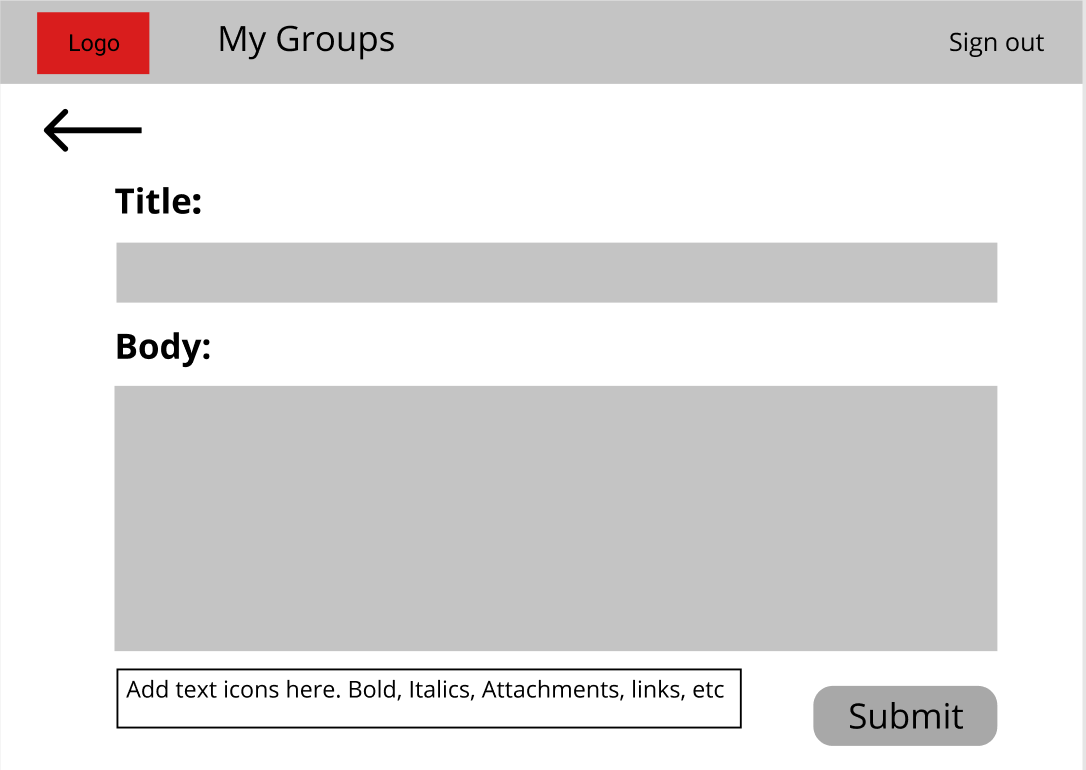 Logo
My Groups
Sign out
Title:
Body:
Add text icons here. Bold, Italics, Attachments, links, etc
Submit